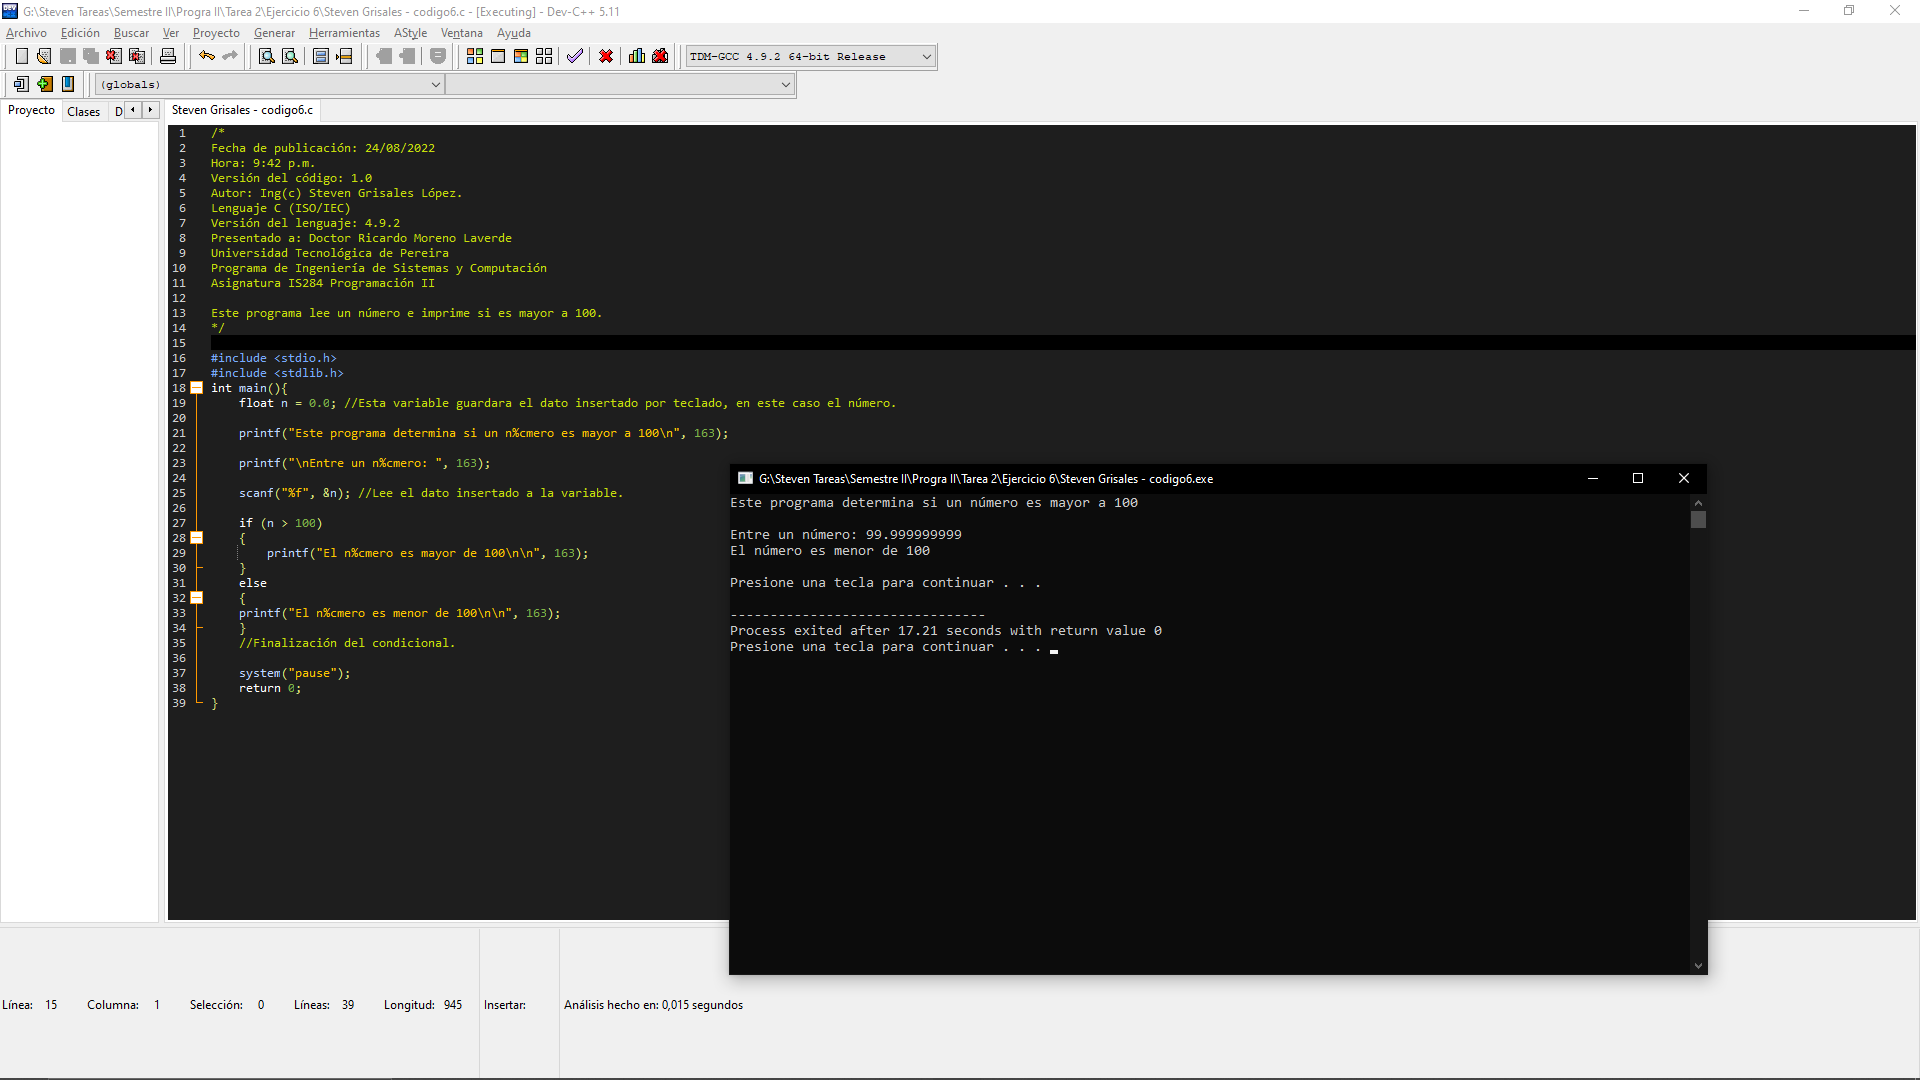 G:\Steven Tareas\Semestre II\Progra II\Tarea 2\Ejercicio 6\Steven Grisales - codigo6.c - [Executing] - Dev-C++ 5.11
Archivo Edición Buscar Ver Proyecto Generar Herramientas AStyle Ventana Ayuda
TDM-GCC 4.9.2 64-bit Release
(globals)
Proyecto Clases D
Steven Grisales - codigo6.c
1 /*
2 Fecha de publicación: 24/08/2022
3 Hora: 9:42 p.m.
4 Versión del código: 1.0
5 Autor: Ing(c) Steven Grisales López.
6 Lenguaje C (ISO/IEC)
7 Versión del lenguaje: 4.9.2
8 Presentado a: Doctor Ricardo Moreno Laverde
9 Universidad Tecnológica de Pereira
10 Programa de Ingeniería de Sistemas y Computación
11 Asignatura IS284 Programación II
12
13 Este programa lee un número e imprime si es mayor a 100.
14 */
15
16 #include <stdio.h>
17 #include <stdlib.h>
18 int main(){
19 float n = 0.0; //Esta variable guardara el dato insertado por teclado, en este caso el número.
20
21 printf("Este programa determina si un n%cmero es mayor a 100\n", 163);
22
23 printf("\nEntre un n%cmero: ", 163);
24
25 scanf("%f", &n); //Lee el dato insertado a la variable.
26
27 if (n > 100)
28 {
29 printf("El n%cmero es mayor de 100\n\n", 163);
30 }
31 else
32 {
33 printf("El n%cmero es menor de 100\n\n", 163);
34 }
35 //Finalización del condicional.
36
37 system("pause");
38 return 0;
39 }
G:\Steven Tareas\Semestre II\Progra II\Tarea 2\Ejercicio 6\Steven Grisales - codigo6.exe
Este programa determina si un número es mayor a 100
Entre un número: 99.999999999
El número es menor de 100
Presione una tecla para continuar . . .
--------------------------------
Process exited after 17.21 seconds with return value 0
Presione una tecla para continuar . . .
Línea: 15 Columna: 1 Selección: 0 Líneas: 39 Longitud: 945 Insertar: Análisis hecho en: 0,015 segundos